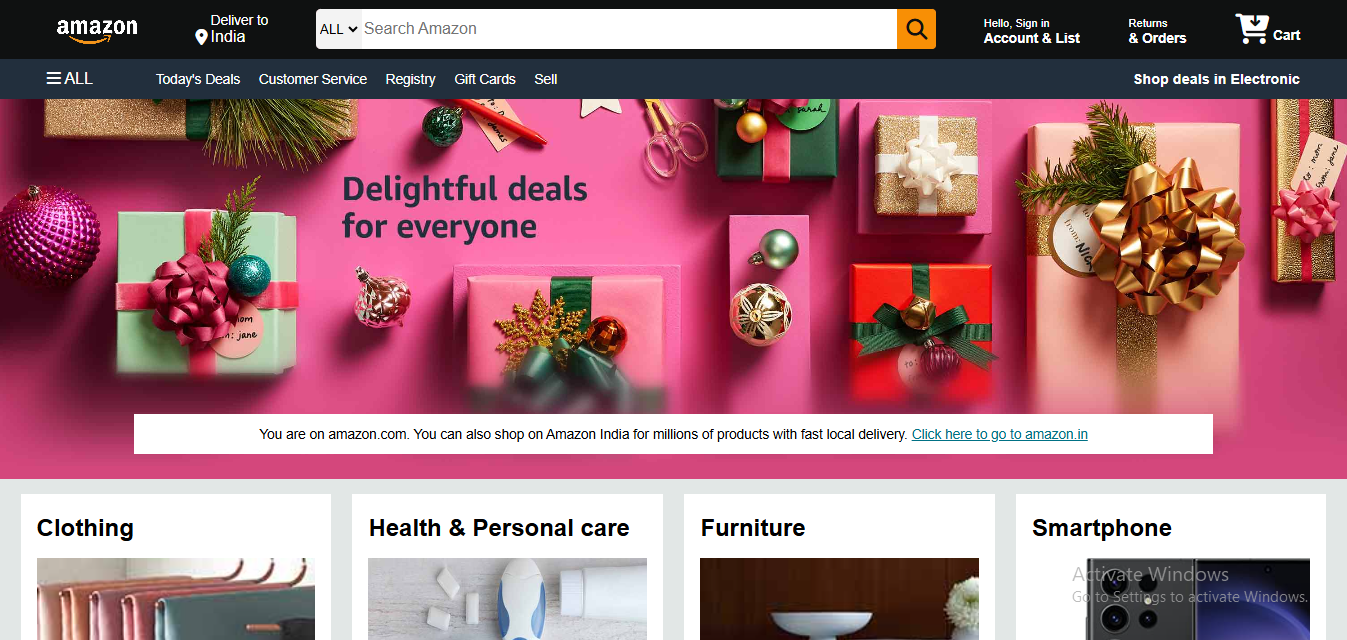 amazon
Deliver to
India
ALL
Search Amazon
Hello, Sign in
Account & List
Returns
& Orders
Cart
ALL
Today's Deals
Customer Service
Registry
Gift Cards
Sell
Shop deals in Electronic
Delightful deals
for everyone
You are on amazon.com. You can also shop on Amazon India for millions of products with fast local delivery. Click here to go to amazon.in
Clothing
Health & Personal care
Furniture
Smartphone
Activate Windows
Go to Settings to activate Windows.